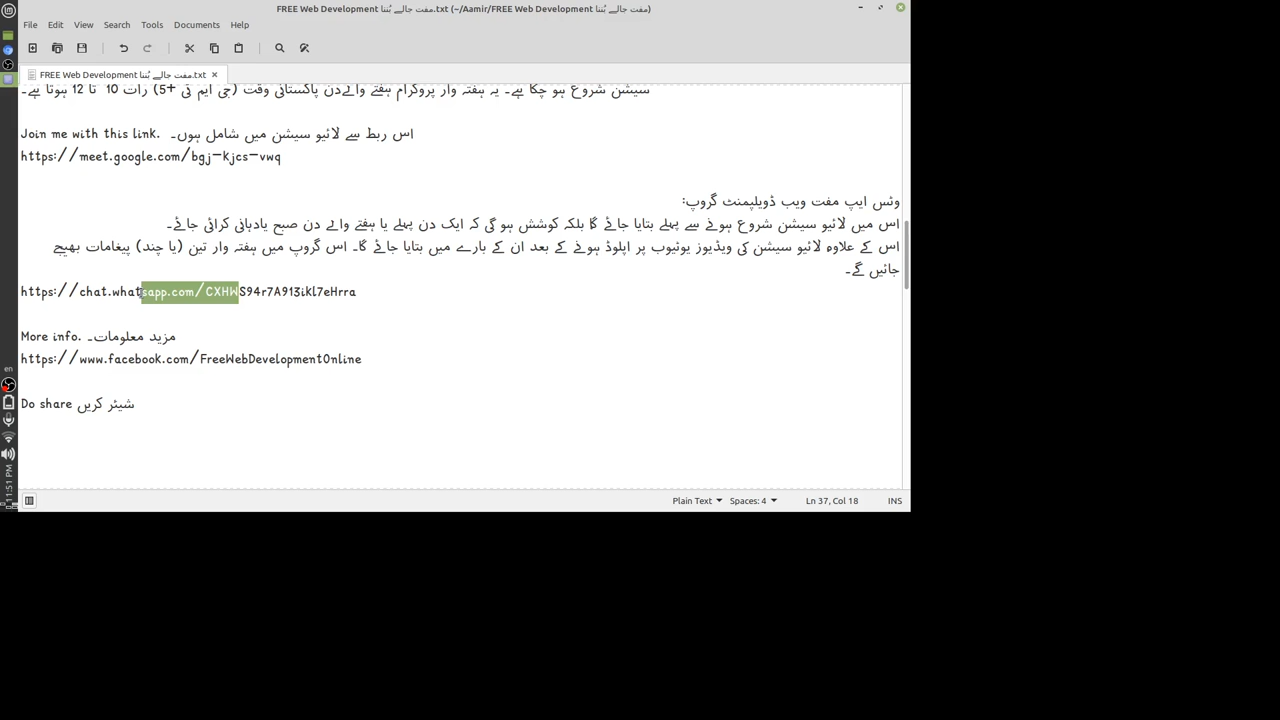 FREE Web Development مفت جالے بُننا.txt (~/Aamir/FREE Web Development مفت جالے بُننا)
File Edit View Search Tools Documents Help
FREE Web Development مفت جالے بُننا.txt
سیشن شروع ہو چکا ہے۔ یہ ہفتہ وار پروگرام ہفتے والے دن پاکستانی وقت (جی ایم ٹی +5) رات 10 تا 12 ہوتا ہے۔
Join me with this link. اس ربط سے لائیو سیشن میں شامل ہوں۔
https://meet.google.com/bgj-kjcs-vwq
وٹس ایپ مفت ویب ڈویلپمنٹ گروپ:
اس میں لائیو سیشن شروع ہونے سے پہلے بتایا جائے گا بلکہ کوشش ہو گی کہ ایک دن پہلے یا ہفتے والے دن صبح یادہانی کرائی جائے۔
اس کے علاوہ لائیو سیشن کی ویڈیوز یوٹیوب پر اپلوڈ ہونے کے بعد ان کے بارے میں بتایا جائے گا۔ اس گروپ میں ہفتہ وار تین (یا چند) پیغامات بھیجے
جائیں گے۔
https://chat.whatsapp.com/CXHWS94r7A913ikl7eHrra
More info. مزید معلومات۔
https://www.facebook.com/FreeWebDevelopmentOnline
Do share شیئر کریں
en
11:51 PM
Plain Text Spaces: 4 Ln 37, Col 18 INS